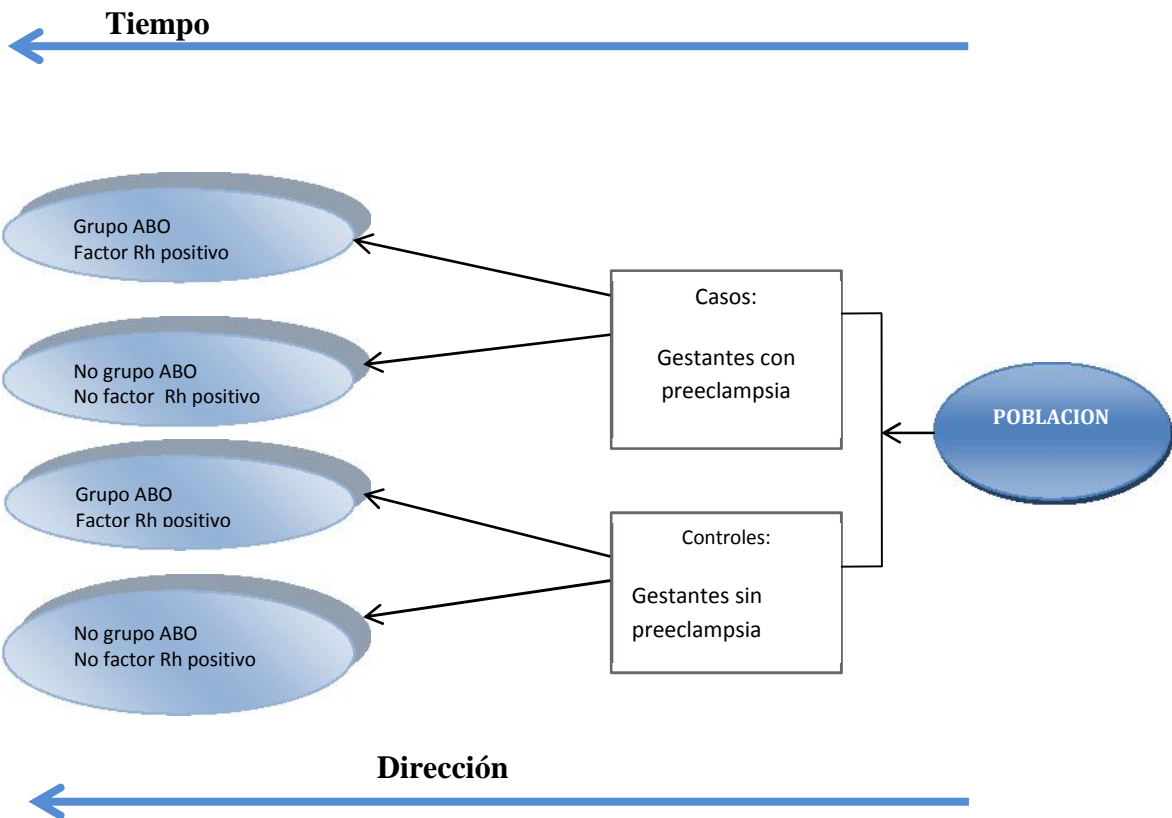 Tiempo
Grupo ABO
Factor Rh positivo
No grupo ABO
No factor Rh positivo
Grupo ABO
Factor Rh positivo
No grupo ABO
No factor Rh positivo
Casos:
Gestantes con
preeclampsia
Controles:
Gestantes sin
preeclampsia
POBLACION
Dirección